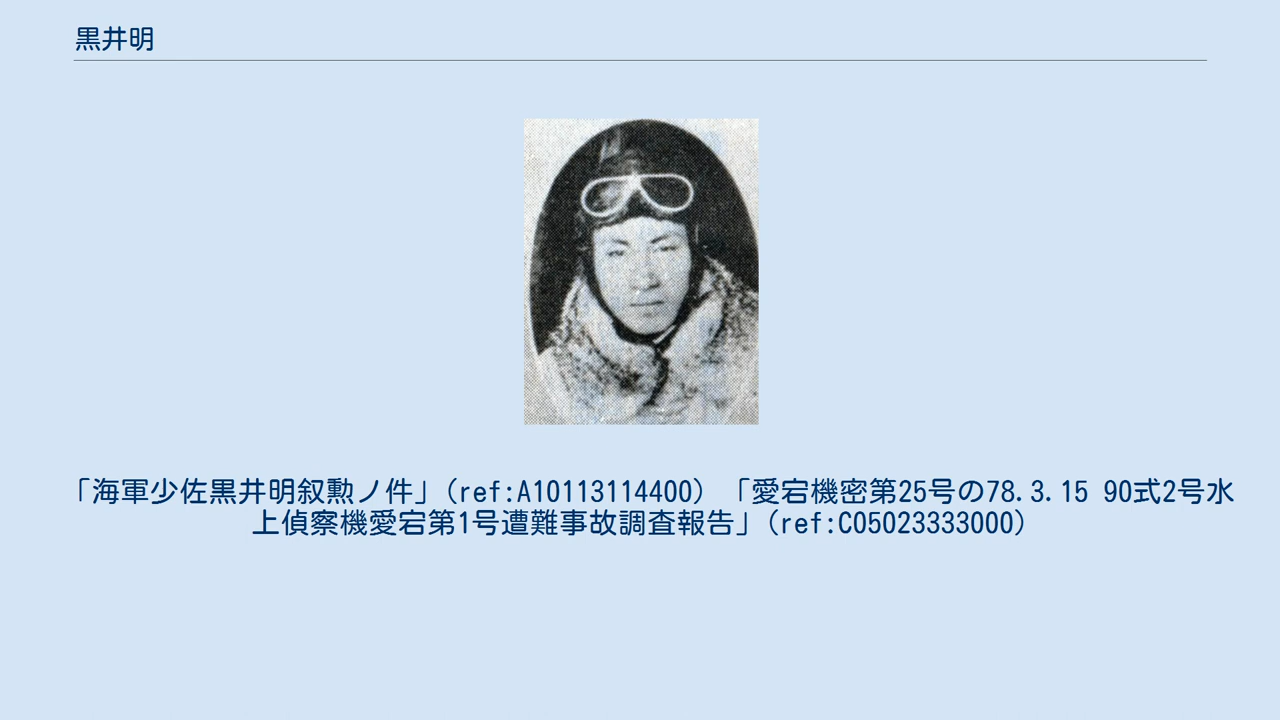 黒井明
「海軍少佐黒井明叙勲ノ件」(ref:A10113114400) 「愛宕機密第25号の78.3.15 90式2号水
上偵察機愛宕第1号遭難事故調査報告」(ref:C05023333000)